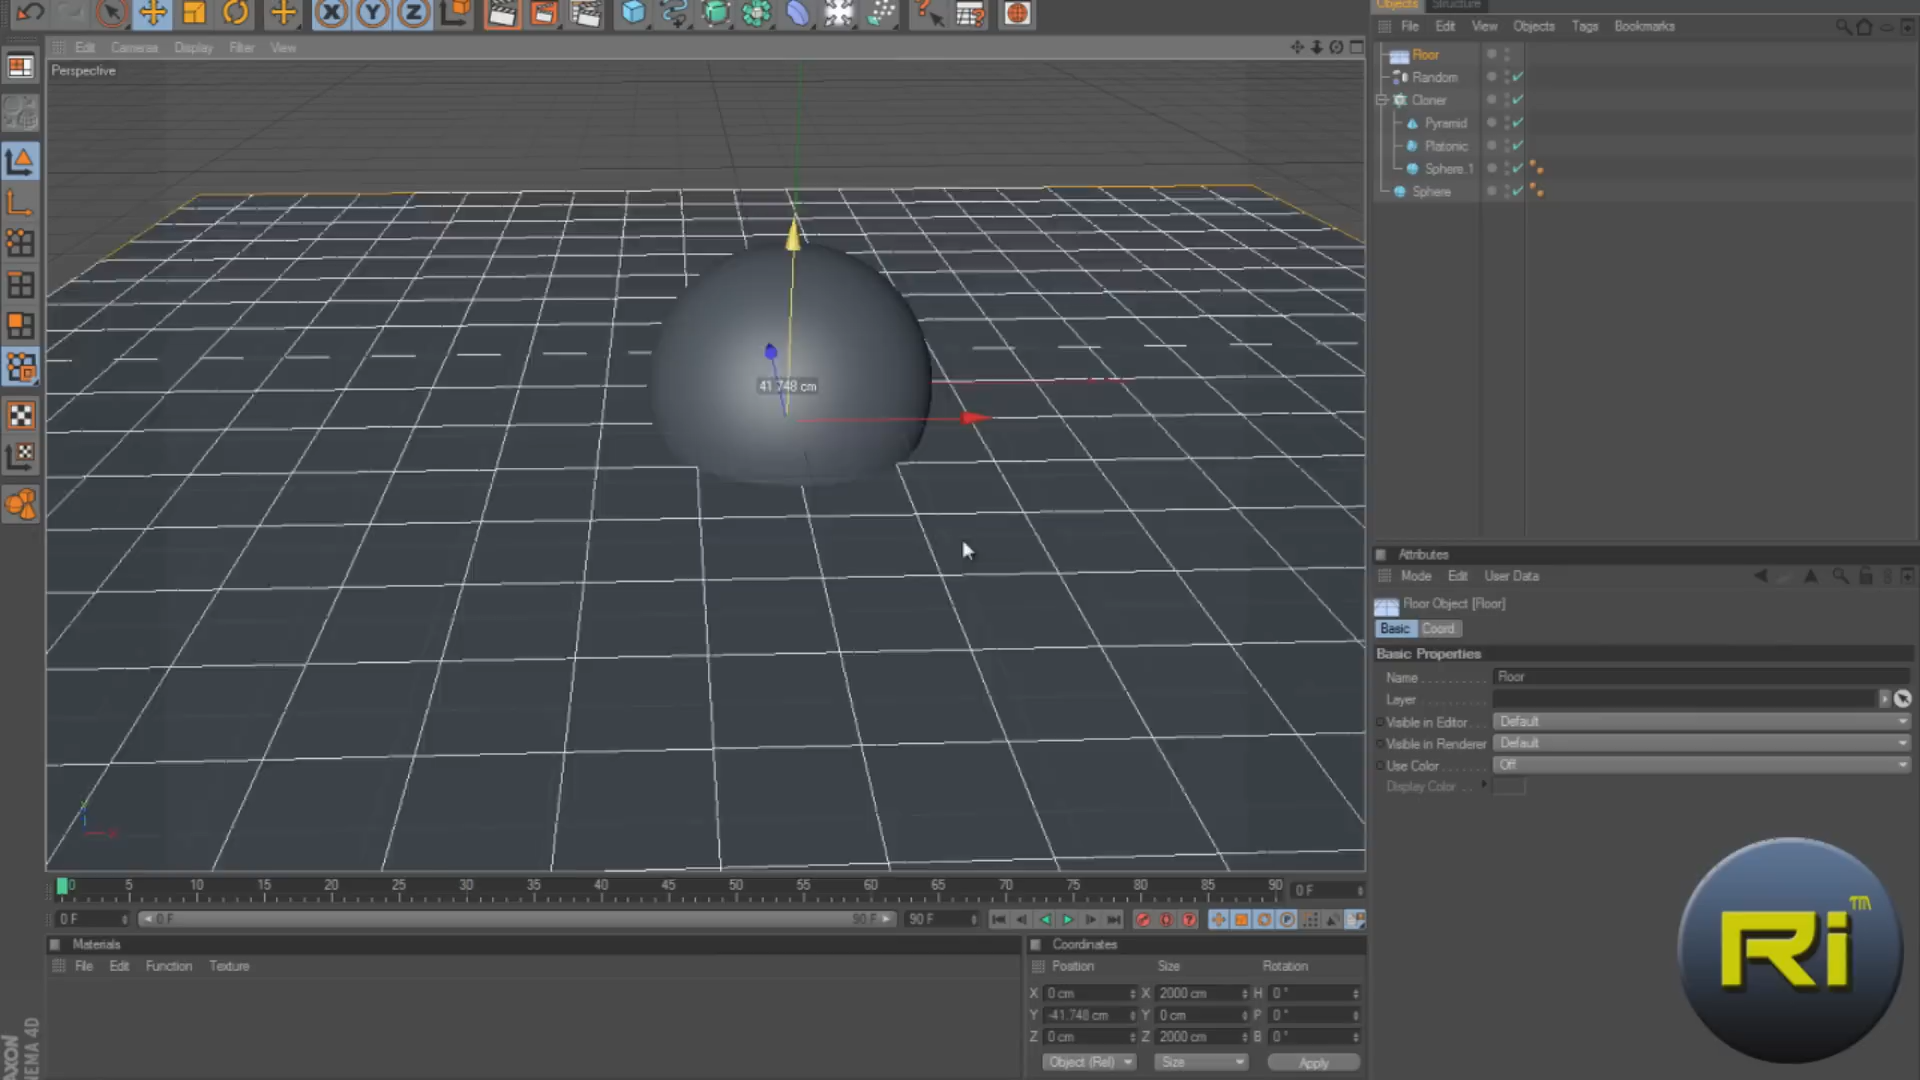 Objects Structure
File Edit View Objects Tags Bookmarks
Floor
Random
Cloner
Pyramid
Platonic
Sphere.1
Sphere
X Y Z
Edit Cameras Display Filter View
Perspective
41.748 cm
0 5 10 15 20 25 30 35 40 45 50 55 60 65 70 75 80 85 90 0 F
0 F 0 F 90 F 90 F
Materials
File Edit Function Texture
Coordinates
Position Size Rotation
X 0 cm X 2000 cm H 0 °
Y -41.748 cm Y 0 cm P 0 °
Z 0 cm Z 2000 cm B 0 °
Object (Rel) Size Apply
Attributes
Mode Edit User Data
Floor Object [Floor]
Basic Coord.
Basic Properties
Name Floor
Layer
Visible in Editor Default
Visible in Renderer Default
Use Color Off
Display Color
Ri TM
AXON
NEMA 4D